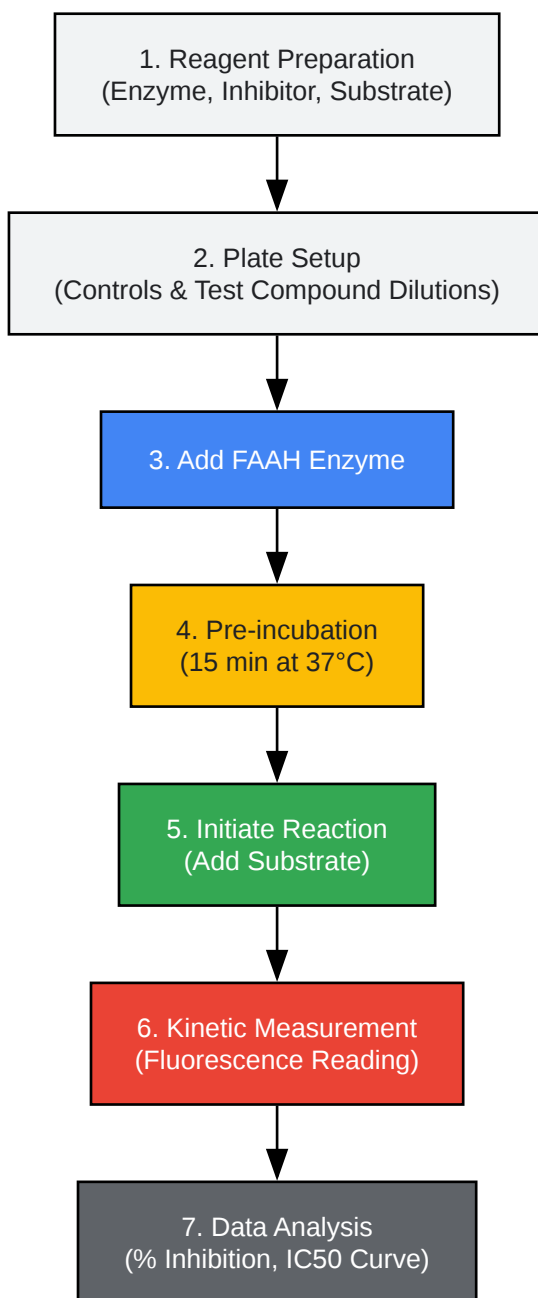 1. Reagent Preparation
(Enzyme, Inhibitor, Substrate)
2. Plate Setup
(Controls & Test Compound Dilutions)
3. Add FAAH Enzyme
4. Pre-incubation
(15 min at 37°C)
5. Initiate Reaction
(Add Substrate)
6. Kinetic Measurement
(Fluorescence Reading)
7. Data Analysis
(% Inhibition, IC50 Curve)